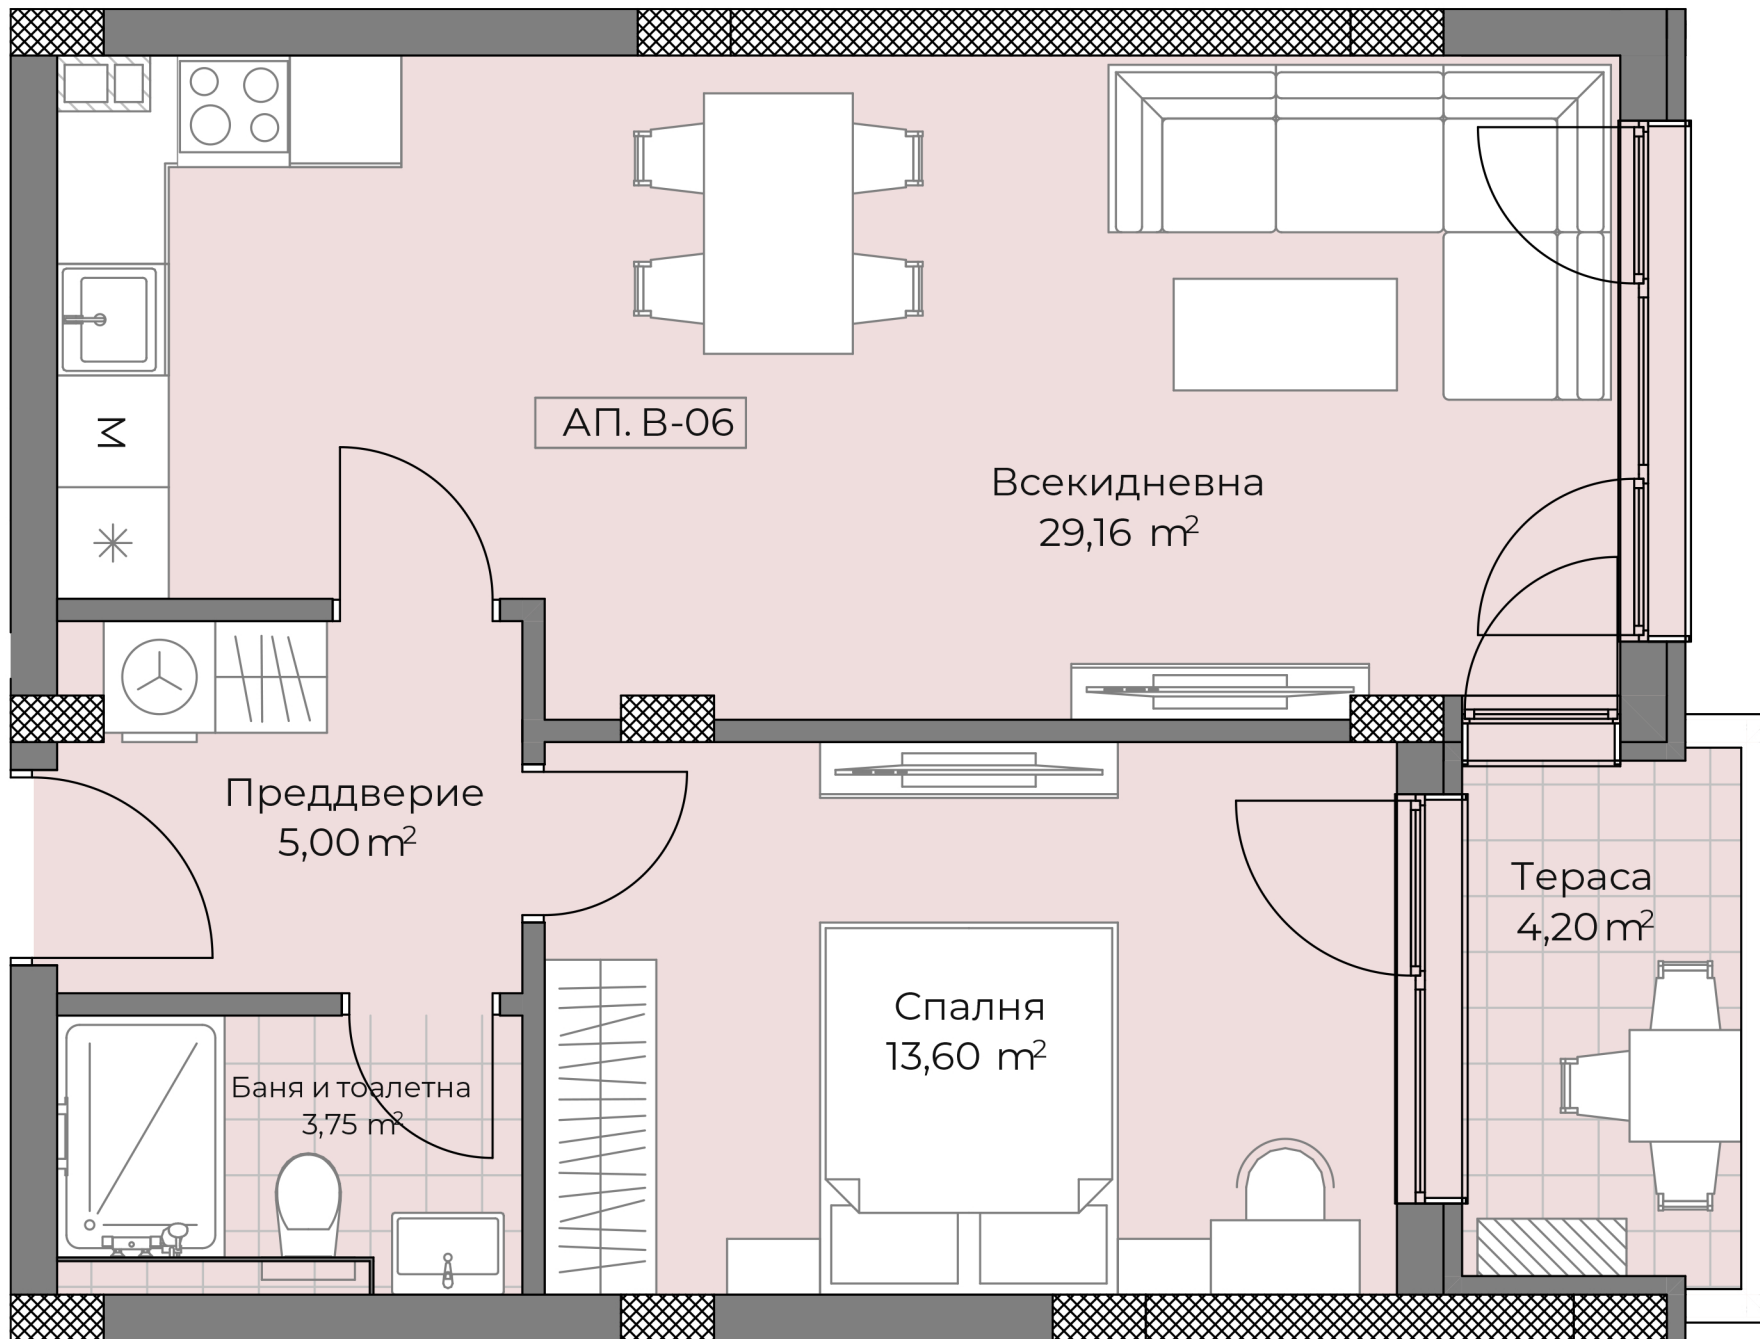 АП. В-06
M
Всекидневна
29,16 m²
Преддверие
5,00 m²
Тераса
4,20 m²
Спалня
13,60 m²
Баня и тоалетна
3,75 m²